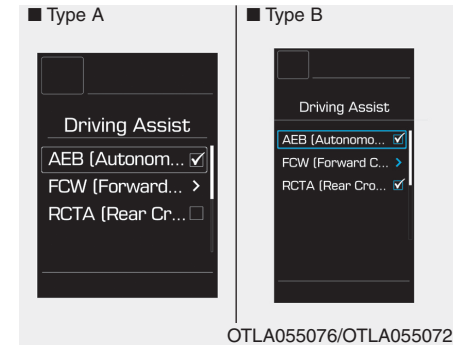 ■ Type A
Driving Assist
AEB (Autonom...
FCW (Forward... >
RCTA (Rear Cr...
■ Type B
Driving Assist
AEB (Autonomo...
FCW (Forward C... >
RCTA (Rear Cro...
OTLA055076/OTLA055072